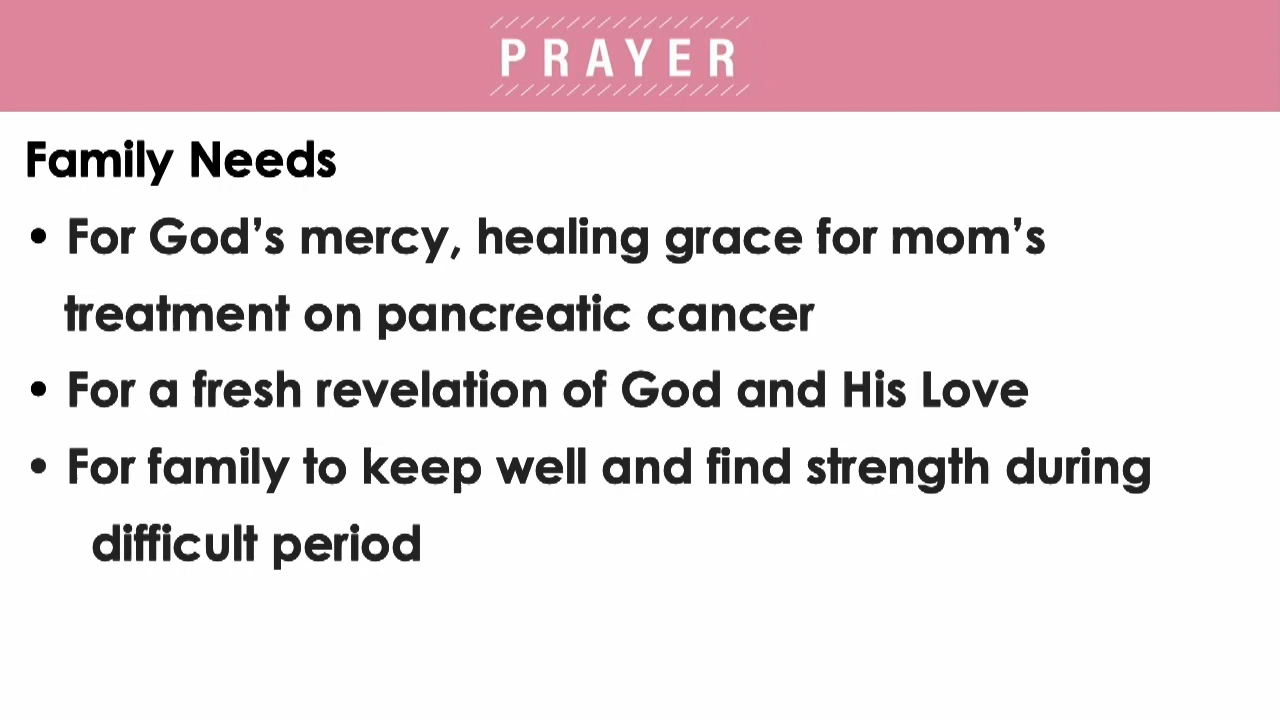 PRAYER
Family Needs
• For God’s mercy, healing grace for mom’s
treatment on pancreatic cancer
• For a fresh revelation of God and His Love
• For family to keep well and find strength during
difficult period